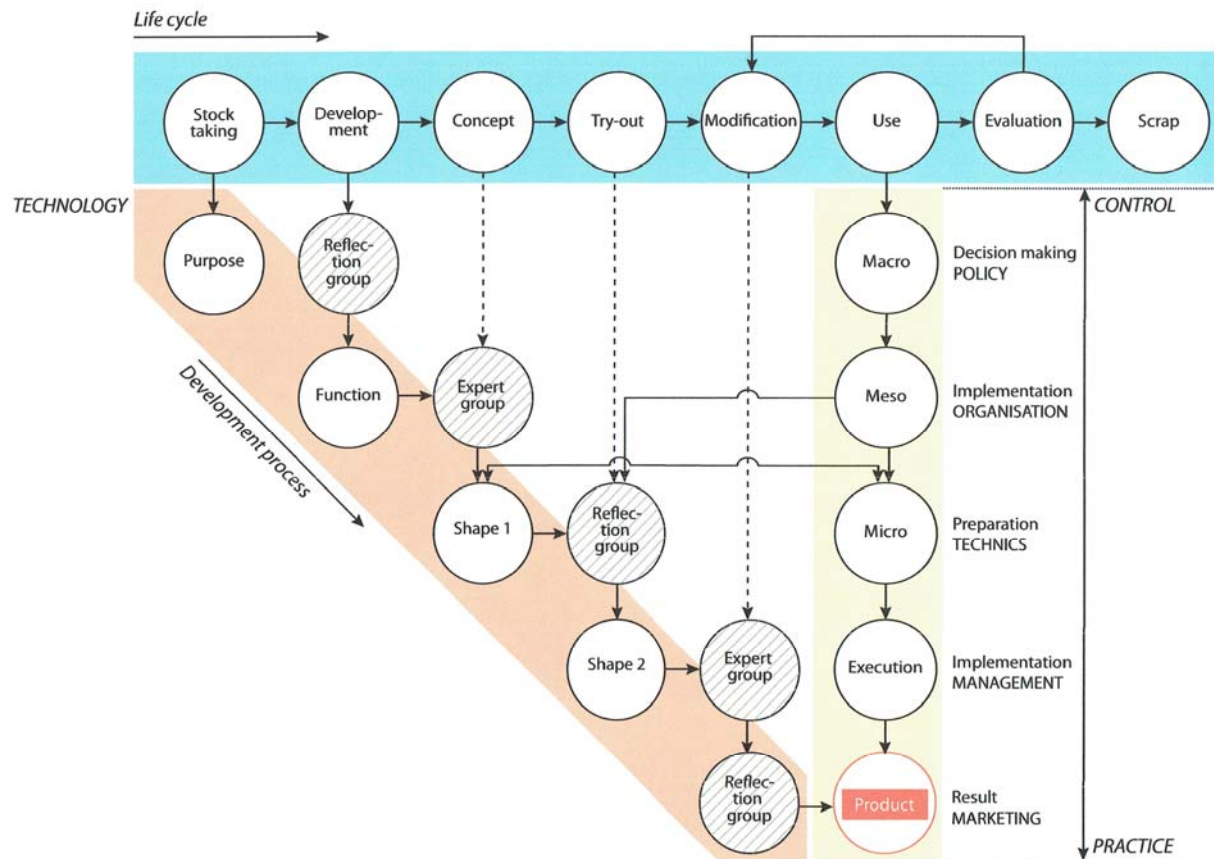 Life cycle
Stock
taking
Develop-
ment
Concept
Try-out
Modification
Use
Evaluation
Scrap
TECHNOLOGY
CONTROL
Purpose
Reflec-
tion
group
Macro
Decision making
POLICY
Development process
Function
Expert
group
Meso
Implementation
ORGANISATION
Shape 1
Reflec-
tion
group
Micro
Preparation
TECHNICS
Shape 2
Expert
group
Execution
Implementation
MANAGEMENT
Reflec-
tion
group
Product
Result
MARKETING
PRACTICE